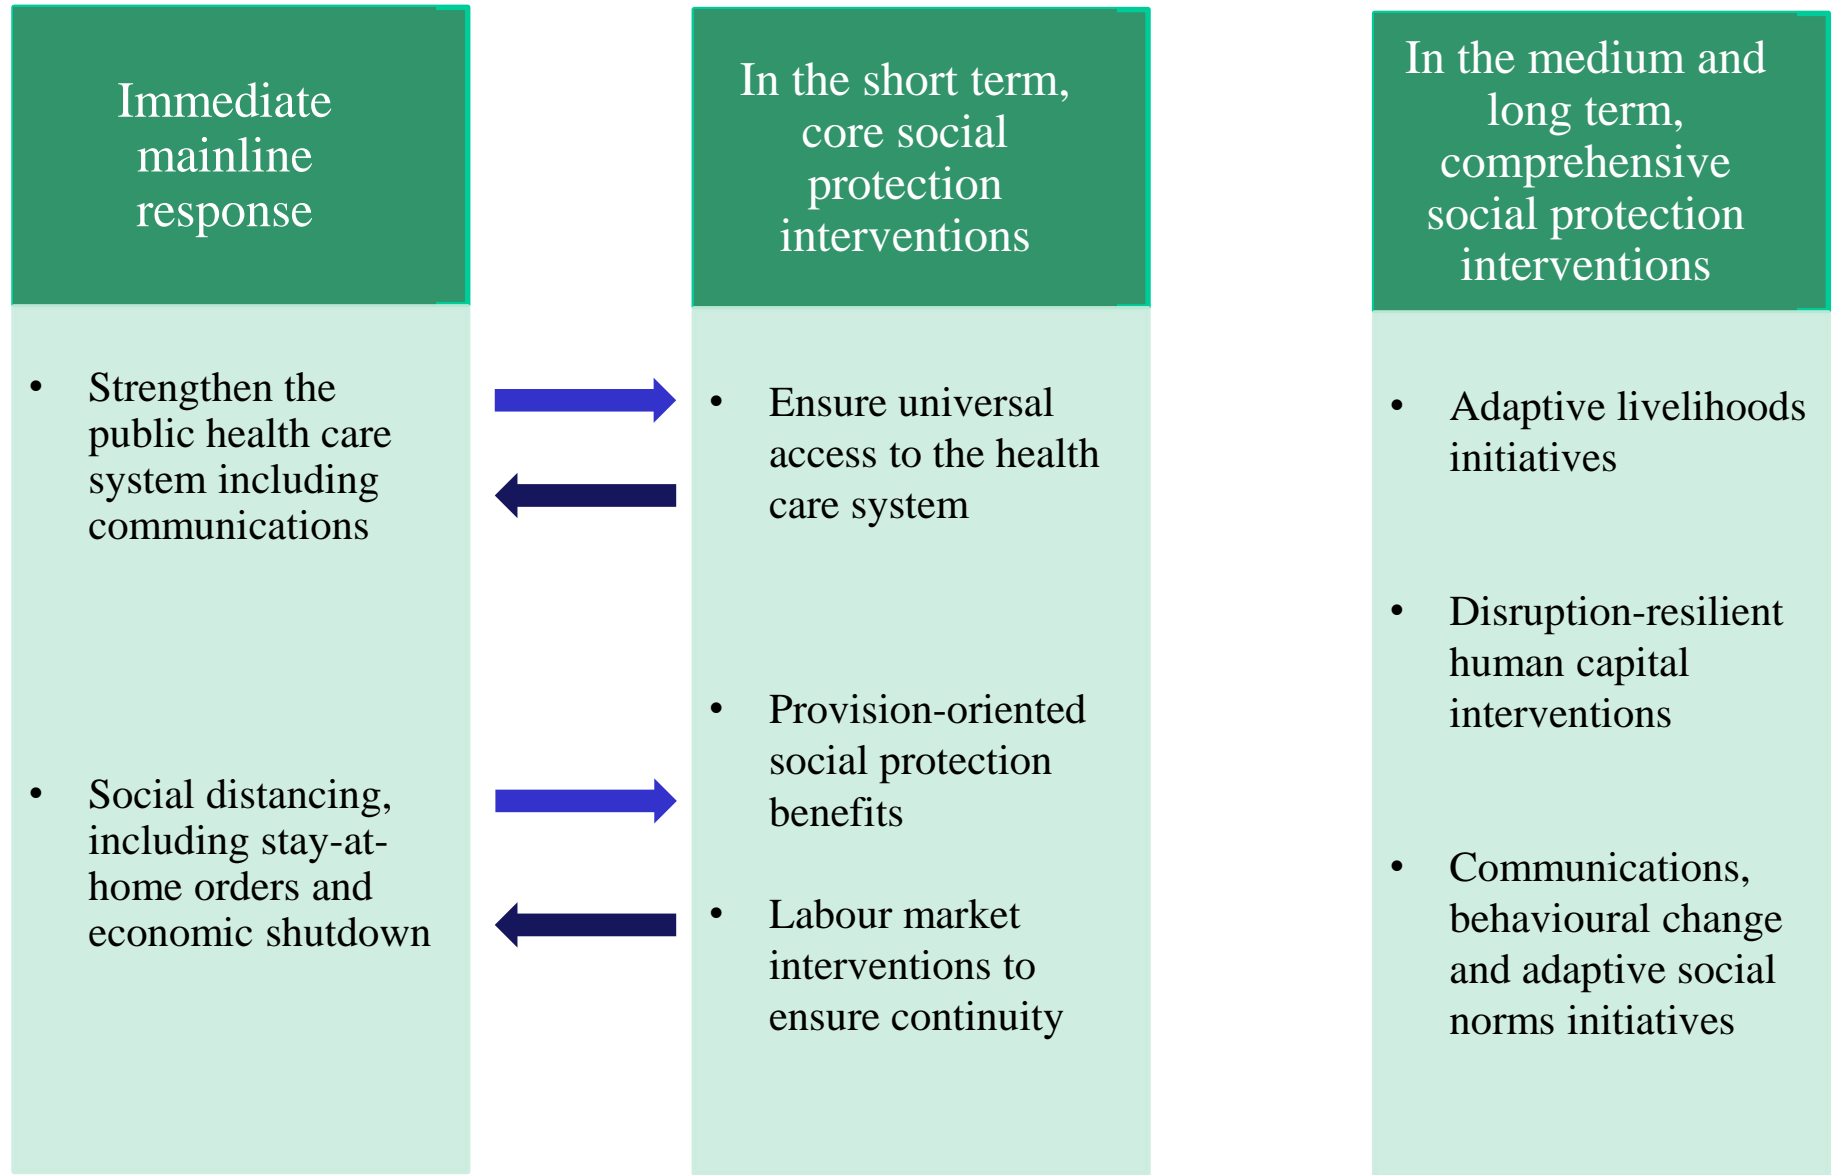 Immediate
mainline
response
• Strengthen the
public health care
system including
communications
• Social distancing,
including stay-at-
home orders and
economic shutdown
In the short term,
core social
protection
interventions
• Ensure universal
access to the health
care system
• Provision-oriented
social protection
benefits
• Labour market
interventions to
ensure continuity
In the medium and
long term,
comprehensive
social protection
interventions
• Adaptive livelihoods
initiatives
• Disruption-resilient
human capital
interventions
• Communications,
behavioural change
and adaptive social
norms initiatives